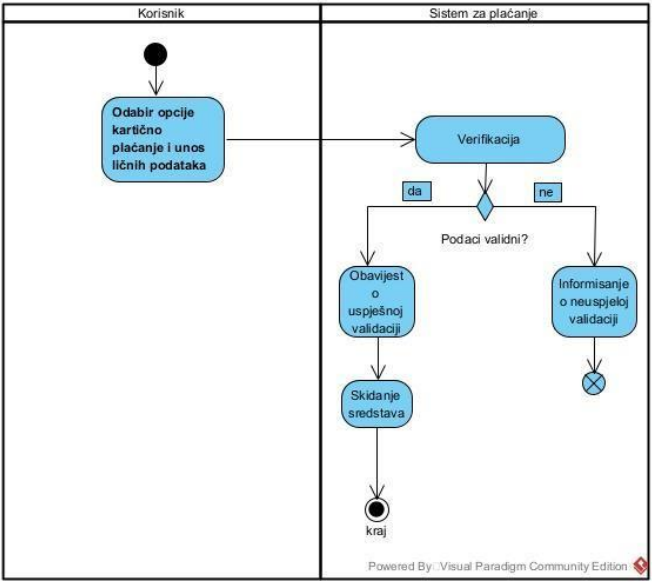 Korisnik
Sistem za plaćanje
Odabir opcije
kartično
plaćanje i unos
ličnih podataka
Verifikacija
da
ne
Podaci validni?
Obavijest
o
uspješnoj
validaciji
Informisanje
o neuspjeloj
validaciji
Skidanje
sredstava
kraj
Powered By Visual Paradigm Community Edition